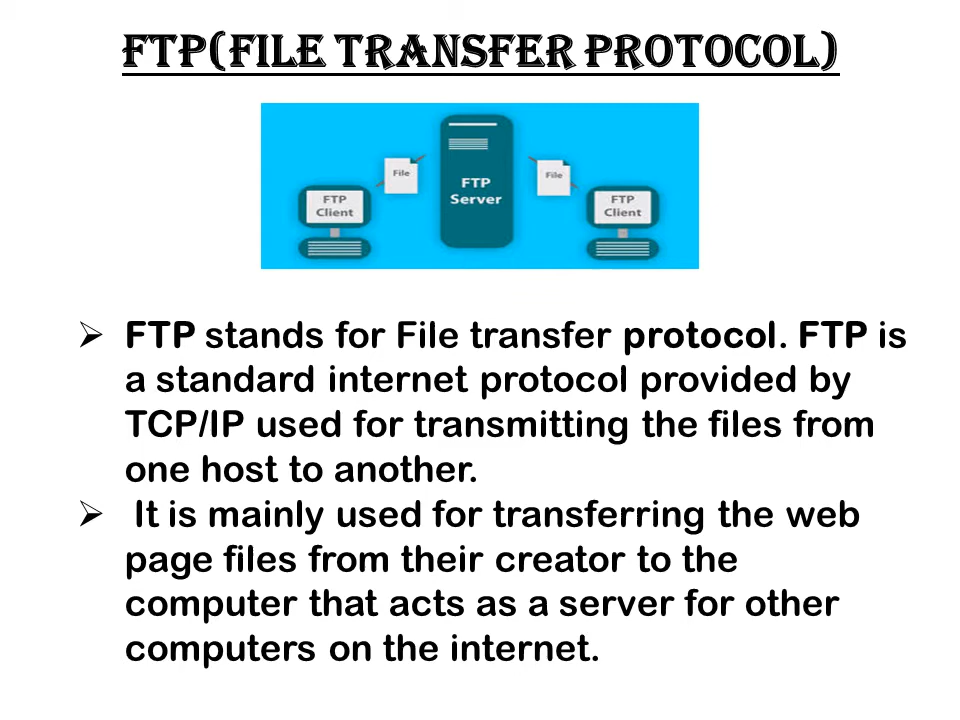 FTP(FILE TRANSFER PROTOCOL)
File
File
FTP
Server
FTP
Client
FTP
Client
➢ FTP stands for File transfer protocol. FTP is
a standard internet protocol provided by
TCP/IP used for transmitting the files from
one host to another.
➢ It is mainly used for transferring the web
page files from their creator to the
computer that acts as a server for other
computers on the internet.